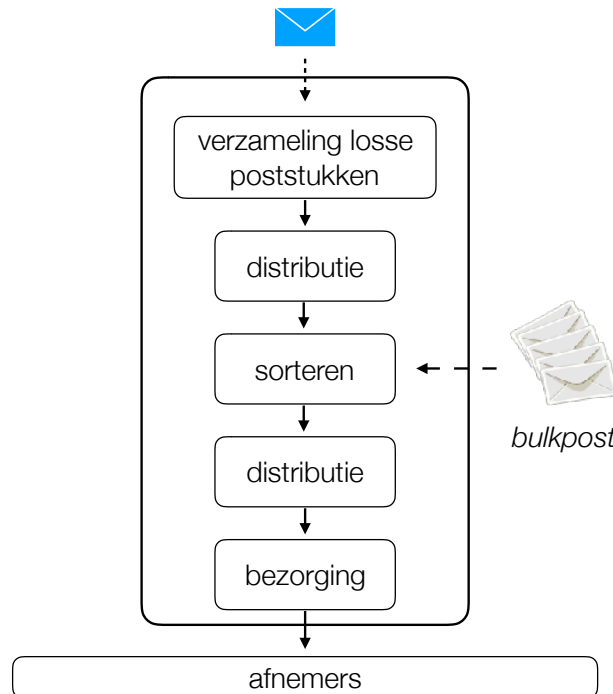 verzameling losse
poststukken
distributie
sorteren
bulkpost
distributie
bezorging
afnemers